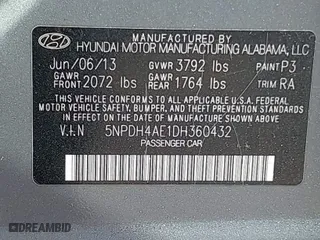 MANUFACTURED BY
HYUNDAI MOTOR MANUFACTURING ALABAMA, LLC
Jun/06/13 GVWR 3792 lbs PAINT P3
GAWR FRONT 2072 lbs GAWR REAR 1764 lbs TRIM RA
THIS VEHICLE CONFORMS TO ALL APPLICABLE U.S.
FEDERAL MOTOR VEHICLE SAFETY, BUMPER, AND
THEFT PREVENTION STANDARDS IN EFFECT ON THE
DATE OF MANUFACTURE SHOWN ABOVE.
V.I.N 5NPDH4AE1DH360432
PASSENGER CAR
DREAMBID